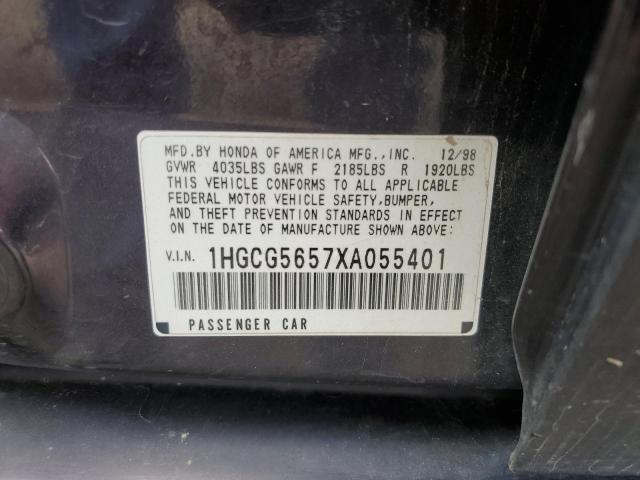 MFD.BY HONDA OF AMERICA MFG.,INC. 12/98
GVWR 4035LBS GAWR F 2185LBS R 1920LBS
THIS VEHICLE CONFORMS TO ALL APPLICABLE
FEDERAL MOTOR VEHICLE SAFETY,BUMPER,
AND THEFT PREVENTION STANDARDS IN EFFECT
ON THE DATE OF MANUFACTURE SHOWN ABOVE:
V.I.N. 1HGCG5657XA055401
PASSENGER CAR